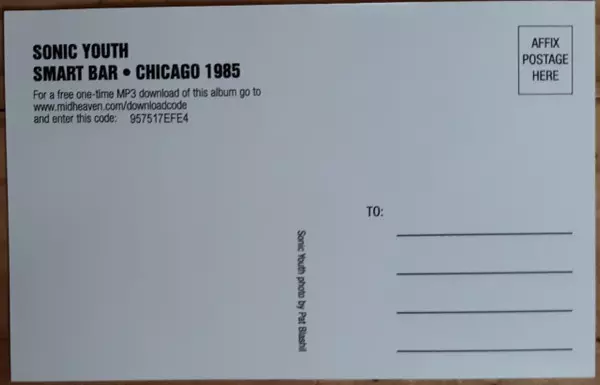 SONIC YOUTH
SMART BAR • CHICAGO 1985
For a free one-time MP3 download of this album go to
www.midheaven.com/downloadcode
and enter this code: 957517EFE4
AFFIX
POSTAGE
HERE
TO:
Sonic Youth photo by Pat Blashil